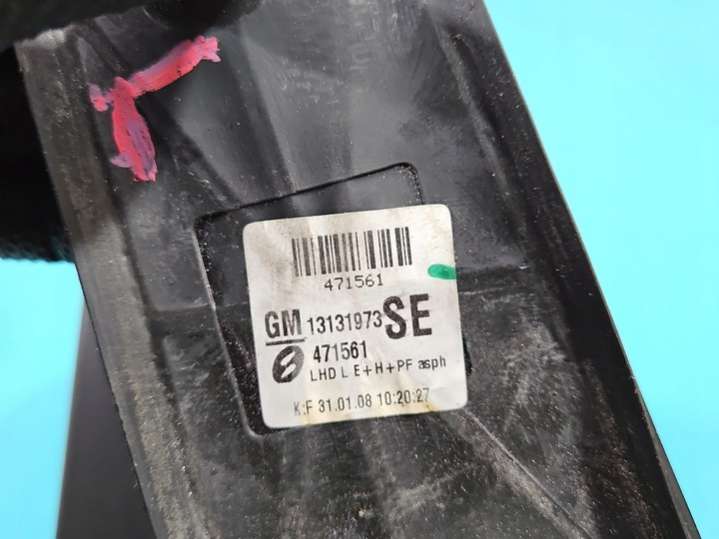 471561
GM 13131973 SE
471561
LHD L E+H+PF asph
K:F 31.01.08 10:20:27